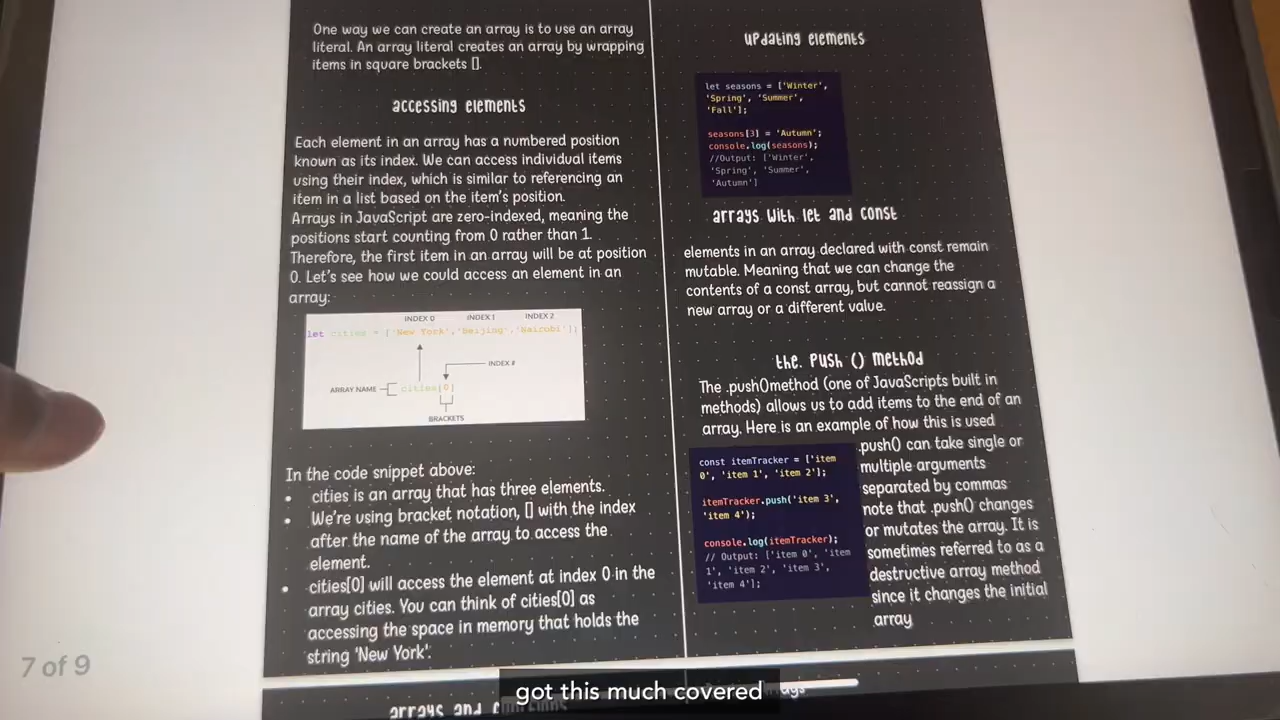 One way we can create an array is to use an array
literal. An array literal creates an array by wrapping
items in square brackets [].
accessing elements
Each element in an array has a numbered position
known as its index. We can access individual items
using their index, which is similar to referencing an
item in a list based on the item's position.
Arrays in JavaScript are zero-indexed, meaning the
positions start counting from 0 rather than 1.
Therefore, the first item in an array will be at position
0. Let's see how we could access an element in an
array:
INDEX 0 INDEX 1 INDEX 2
let cities = ['New York','Beijing','Nairobi'];
INDEX #
ARRAY NAME cities[0]
BRACKETS
In the code snippet above:
• cities is an array that has three elements.
• We're using bracket notation, [] with the index
after the name of the array to access the
element.
• cities[0] will access the element at index 0 in the
array cities. You can think of cities[0] as
accessing the space in memory that holds the
string 'New York'.
updating elements
let seasons = ['Winter',
'Spring', 'Summer',
'Fall'];
seasons[3] = 'Autumn';
console.log(seasons);
//Output: ['Winter',
'Spring', 'Summer',
'Autumn']
arrays with let and const
elements in an array declared with const remain
mutable. Meaning that we can change the
contents of a const array, but cannot reassign a
new array or a different value.
the. push () method
The .push()method (one of JavaScripts built in
methods) allows us to add items to the end of an
array. Here is an example of how this is used
const itemTracker = ['item
0', 'item 1', 'item 2'];
itemTracker.push('item 3',
'item 4');
console.log(itemTracker);
// Output: ['item 0', 'item
1', 'item 2', 'item 3',
'item 4'];
.push() can take single or
multiple arguments
separated by commas
note that .push() changes
or mutates the array. It is
sometimes referred to as a
destructive array method
since it changes the initial
array
7 of 9
arrays and
got this much covered